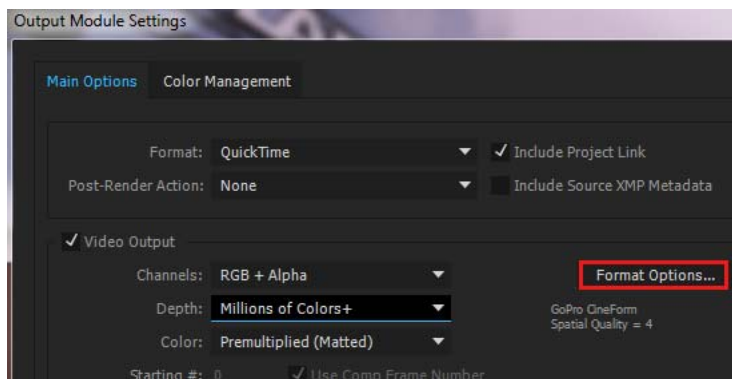 Output Module Settings
Main Options Color Management
Format: QuickTime Include Project Link
Post-Render Action: None Include Source XMP Metadata
Video Output
Channels: RGB + Alpha Format Options...
Depth: Millions of Colors+ GoPro CineForm
Spatial Quality = 4
Color: Premultiplied (Matted)
Starting #: 0 Use Comp Frame Number